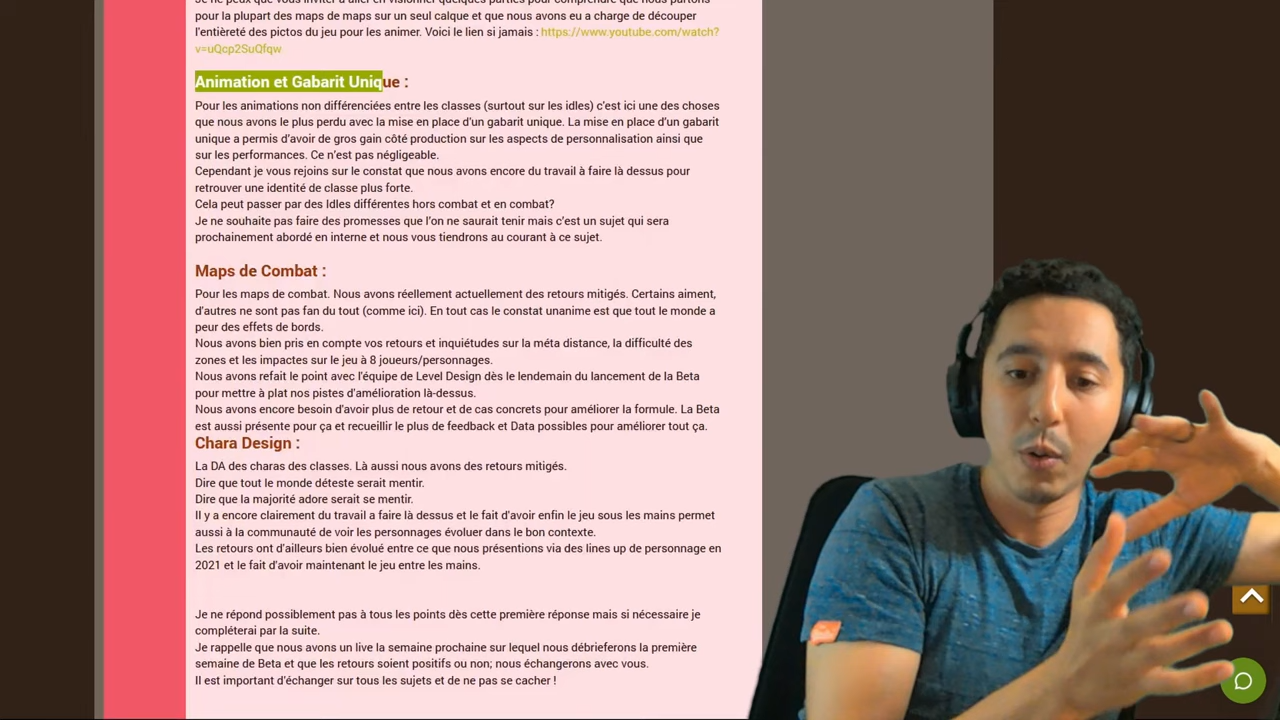 pour la plupart des maps de maps sur un seul calque et que nous avons eu a charge de découper
l'entièreté des pictos du jeu pour les animer. Voici le lien si jamais : https://www.youtube.com/watch?
v=uQcp2SuQfqw
Animation et Gabarit Unique :
Pour les animations non différenciées entre les classes (surtout sur les idles) c'est ici une des choses
que nous avons le plus perdu avec la mise en place d'un gabarit unique. La mise en place d'un gabarit
unique a permis d'avoir de gros gain côté production sur les aspects de personnalisation ainsi que
sur les performances. Ce n'est pas négligeable.
Cependant je vous rejoins sur le constat que nous avons encore du travail à faire là dessus pour
retrouver une identité de classe plus forte.
Cela peut passer par des Idles différentes hors combat et en combat?
Je ne souhaite pas faire des promesses que l'on ne saurait tenir mais c'est un sujet qui sera
prochainement abordé en interne et nous vous tiendrons au courant à ce sujet.
Maps de Combat :
Pour les maps de combat. Nous avons réellement actuellement des retours mitigés. Certains aiment,
d'autres ne sont pas fan du tout (comme ici). En tout cas le constat unanime est que tout le monde a
peur des effets de bords.
Nous avons bien pris en compte vos retours et inquiétudes sur la méta distance, la difficulté des
zones et les impactes sur le jeu à 8 joueurs/personnages.
Nous avons refait le point avec l'équipe de Level Design dès le lendemain du lancement de la Beta
pour mettre à plat nos pistes d'amélioration là-dessus.
Nous avons encore besoin d'avoir plus de retour et de cas concrets pour améliorer la formule. La Beta
est aussi présente pour ça et recueillir le plus de feedback et Data possibles pour améliorer tout ça.
Chara Design :
La DA des charas des classes. Là aussi nous avons des retours mitigés.
Dire que tout le monde déteste serait mentir.
Dire que la majorité adore serait se mentir.
Il y a encore clairement du travail a faire là dessus et le fait d'avoir enfin le jeu sous les mains permet
aussi à la communauté de voir les personnages évoluer dans le bon contexte.
Les retours ont d'ailleurs bien évolué entre ce que nous présentions via des lines up de personnage en
2021 et le fait d'avoir maintenant le jeu entre les mains.
Je ne répond possiblement pas à tous les points dès cette première réponse mais si nécessaire je
compléterai par la suite.
Je rappelle que nous avons un live la semaine prochaine sur lequel nous débrieferons la première
semaine de Beta et que les retours soient positifs ou non; nous échangerons avec vous.
Il est important d'échanger sur tous les sujets et de ne pas se cacher !